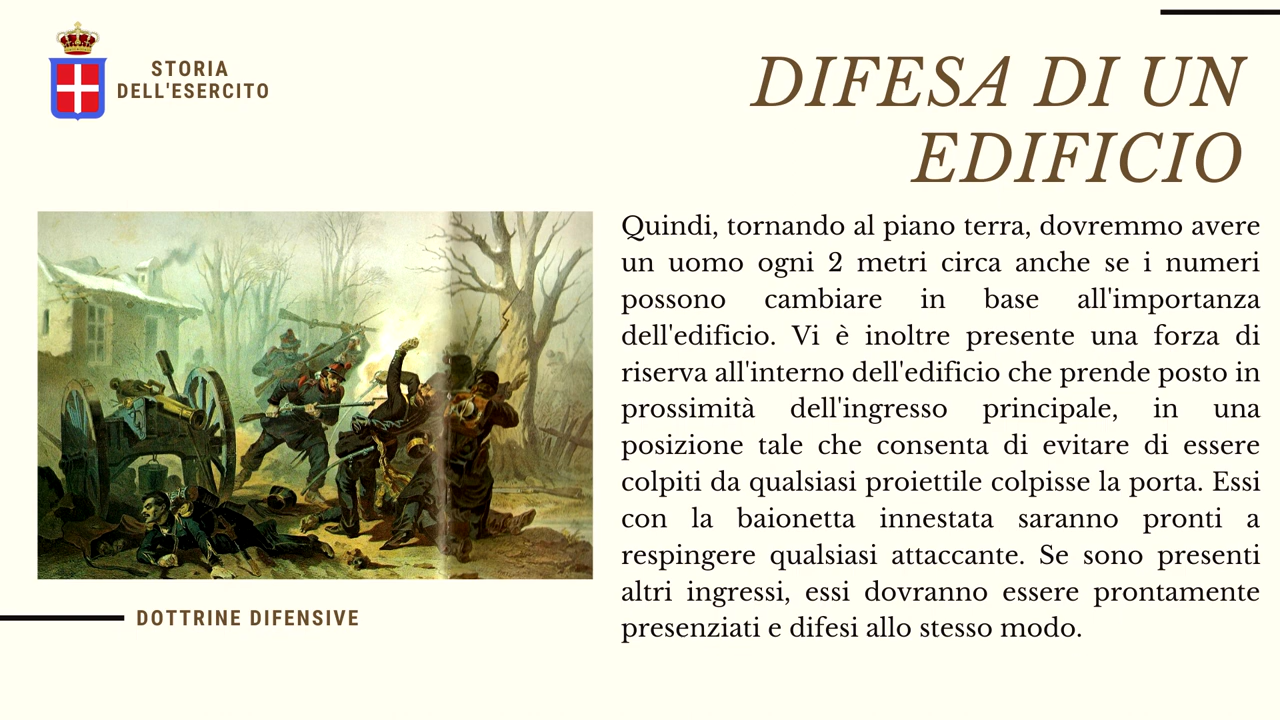 STORIA
DELL'ESERCITO
DIFESA DI UN
EDIFICIO
Quindi, tornando al piano terra, dovremmo avere
un uomo ogni 2 metri circa anche se i numeri
possono cambiare in base all'importanza
dell'edificio. Vi è inoltre presente una forza di
riserva all'interno dell'edificio che prende posto in
prossimità dell'ingresso principale, in una
posizione tale che consenta di evitare di essere
colpiti da qualsiasi proiettile colpisse la porta. Essi
con la baionetta innestata saranno pronti a
respingere qualsiasi attaccante. Se sono presenti
altri ingressi, essi dovranno essere prontamente
presenziati e difesi allo stesso modo.
DOTTRINE DIFENSIVE